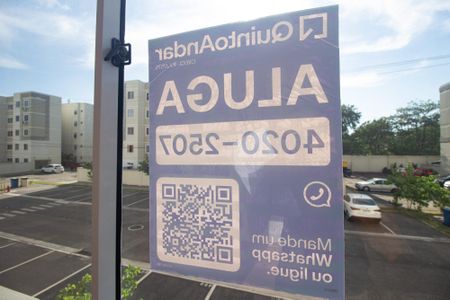 QuintoAndar
ALUGA
4020-2507
Mande um
Whatsapp
ou ligue.